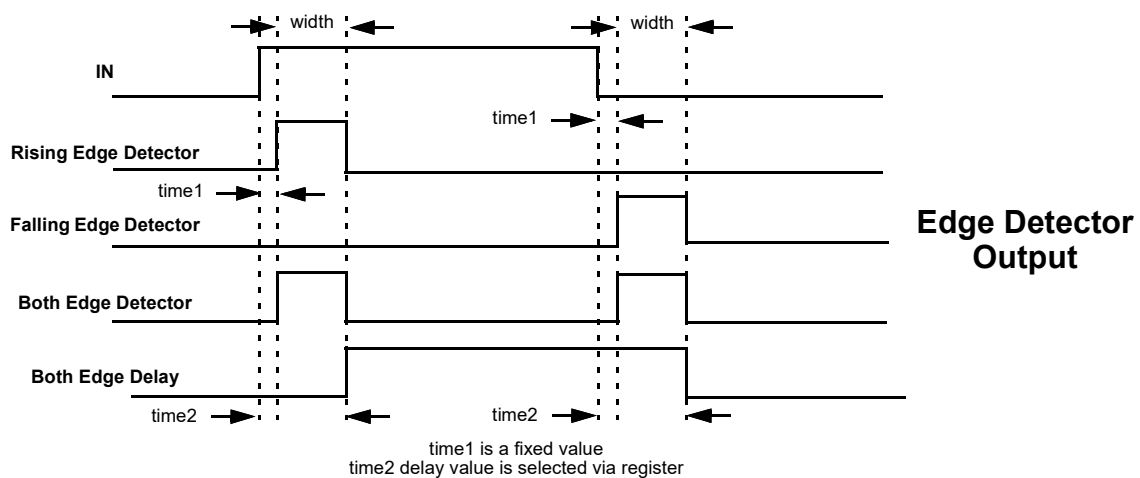 width
width
IN
time1
Rising Edge Detector
time1
Falling Edge Detector
Edge Detector
Output
Both Edge Detector
Both Edge Delay
time2
time2
time1 is a fixed value
time2 delay value is selected via register